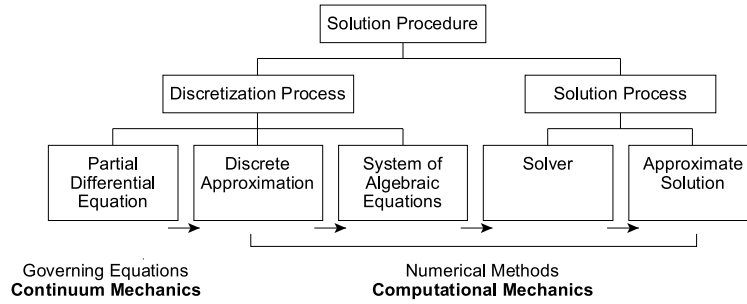 Solution Procedure
Discretization Process
Solution Process
Partial
Differential
Equation
Discrete
Approximation
System of
Algebraic
Equations
Solver
Approximate
Solution
Governing Equations
Continuum Mechanics
Numerical Methods
Computational Mechanics